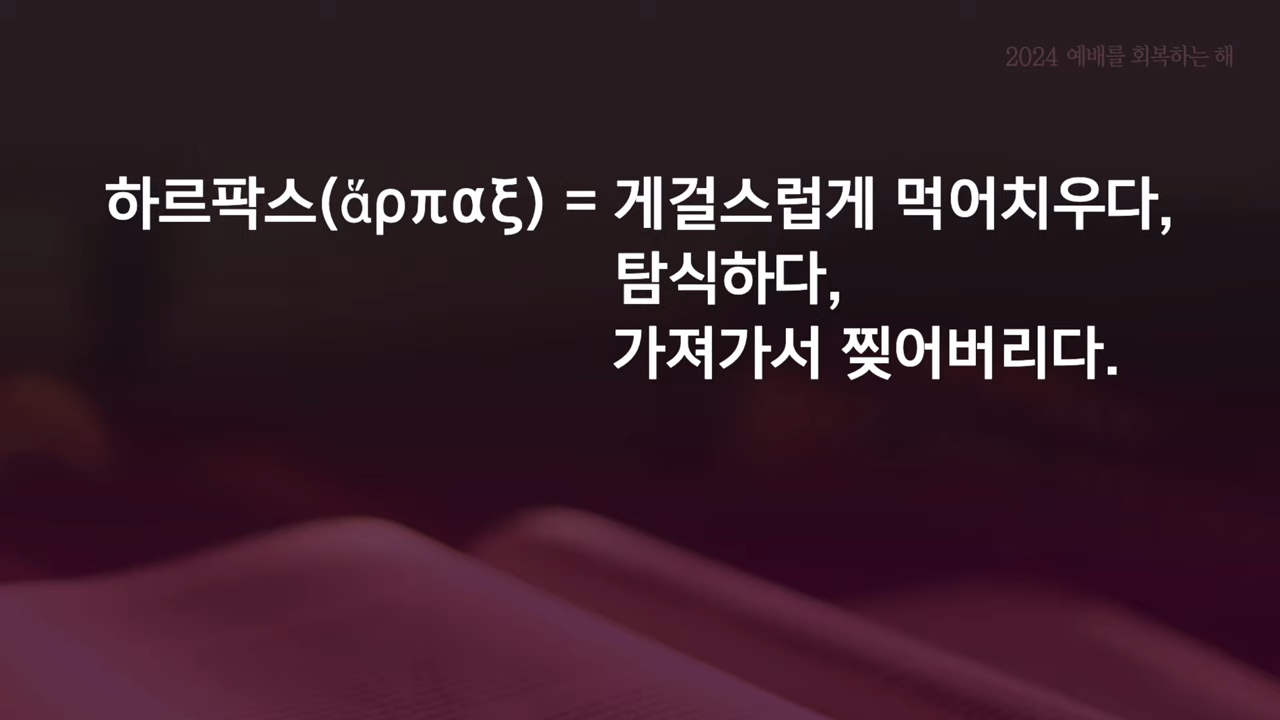 2024 예배를 회복하는 해
하르팍스(ἅρπαξ) = 게걸스럽게 먹어치우다,
탐식하다,
가져가서 찢어버리다.